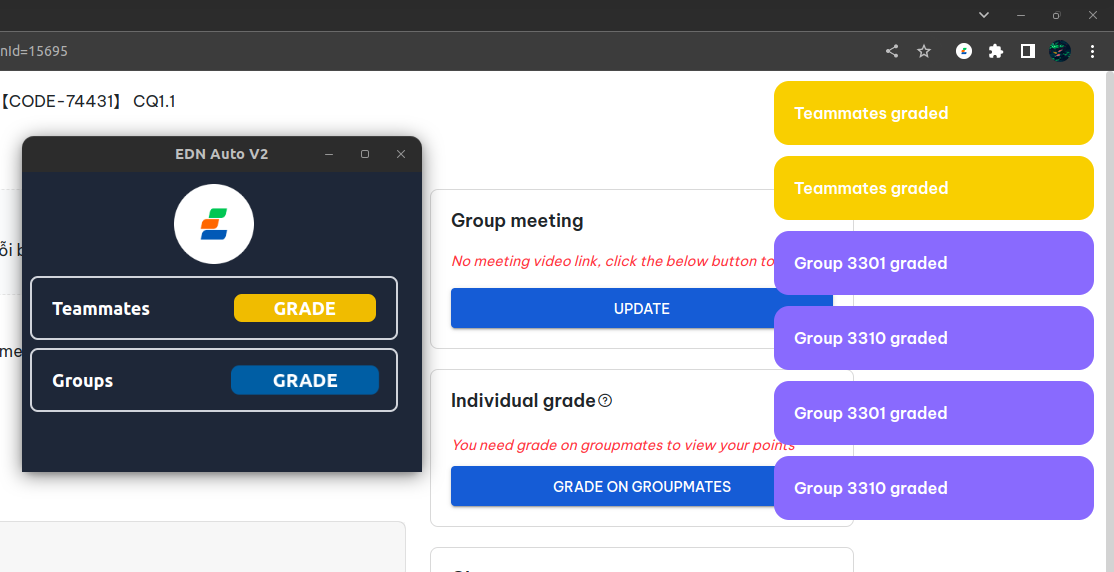 nId=15695
【CODE-74431】 CQ1.1
EDN Auto V2
Teammates
GRADE
Groups
GRADE
ỗi b
me
Group meeting
No meeting video link, click the below button to
UPDATE
Individual grade
You need grade on groupmates to view your points
GRADE ON GROUPMATES
Teammates graded
Teammates graded
Group 3301 graded
Group 3310 graded
Group 3301 graded
Group 3310 graded